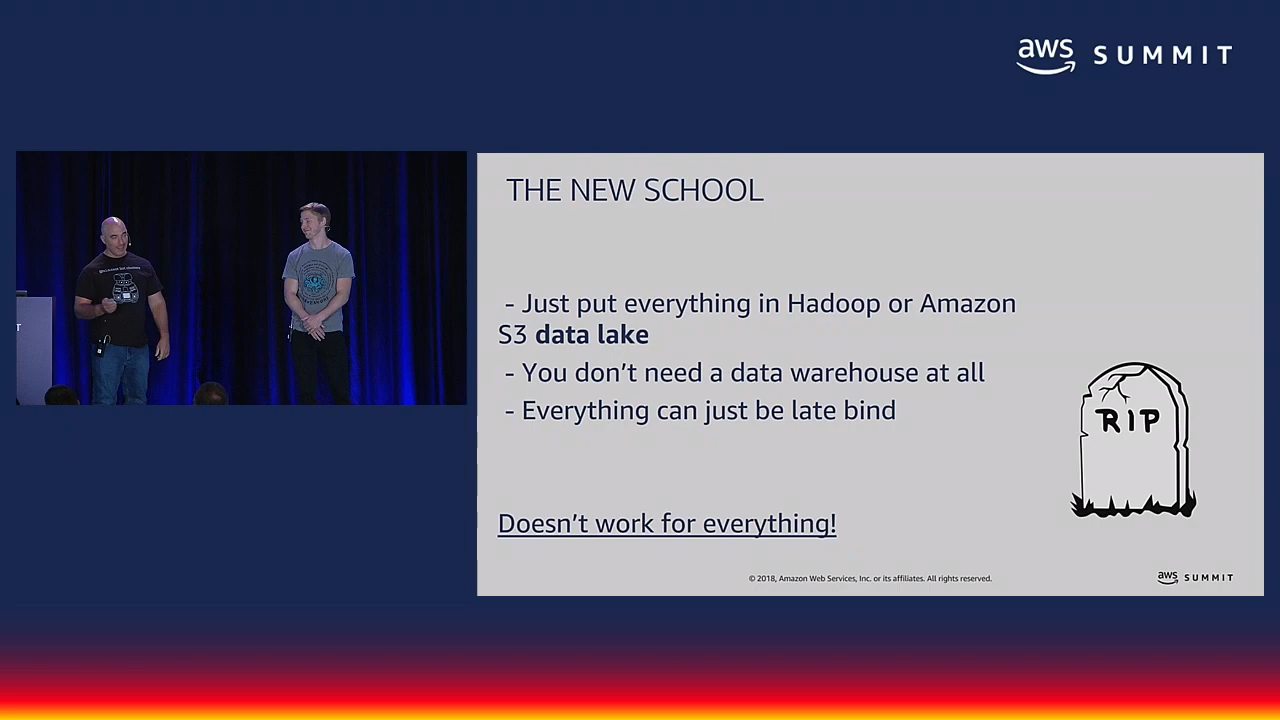 aws SUMMIT
THE NEW SCHOOL
- Just put everything in Hadoop or Amazon
S3 data lake
- You don’t need a data warehouse at all
- Everything can just be late bind
RIP
Doesn’t work for everything!
© 2018, Amazon Web Services, Inc. or its affiliates. All rights reserved.
aws SUMMIT
T